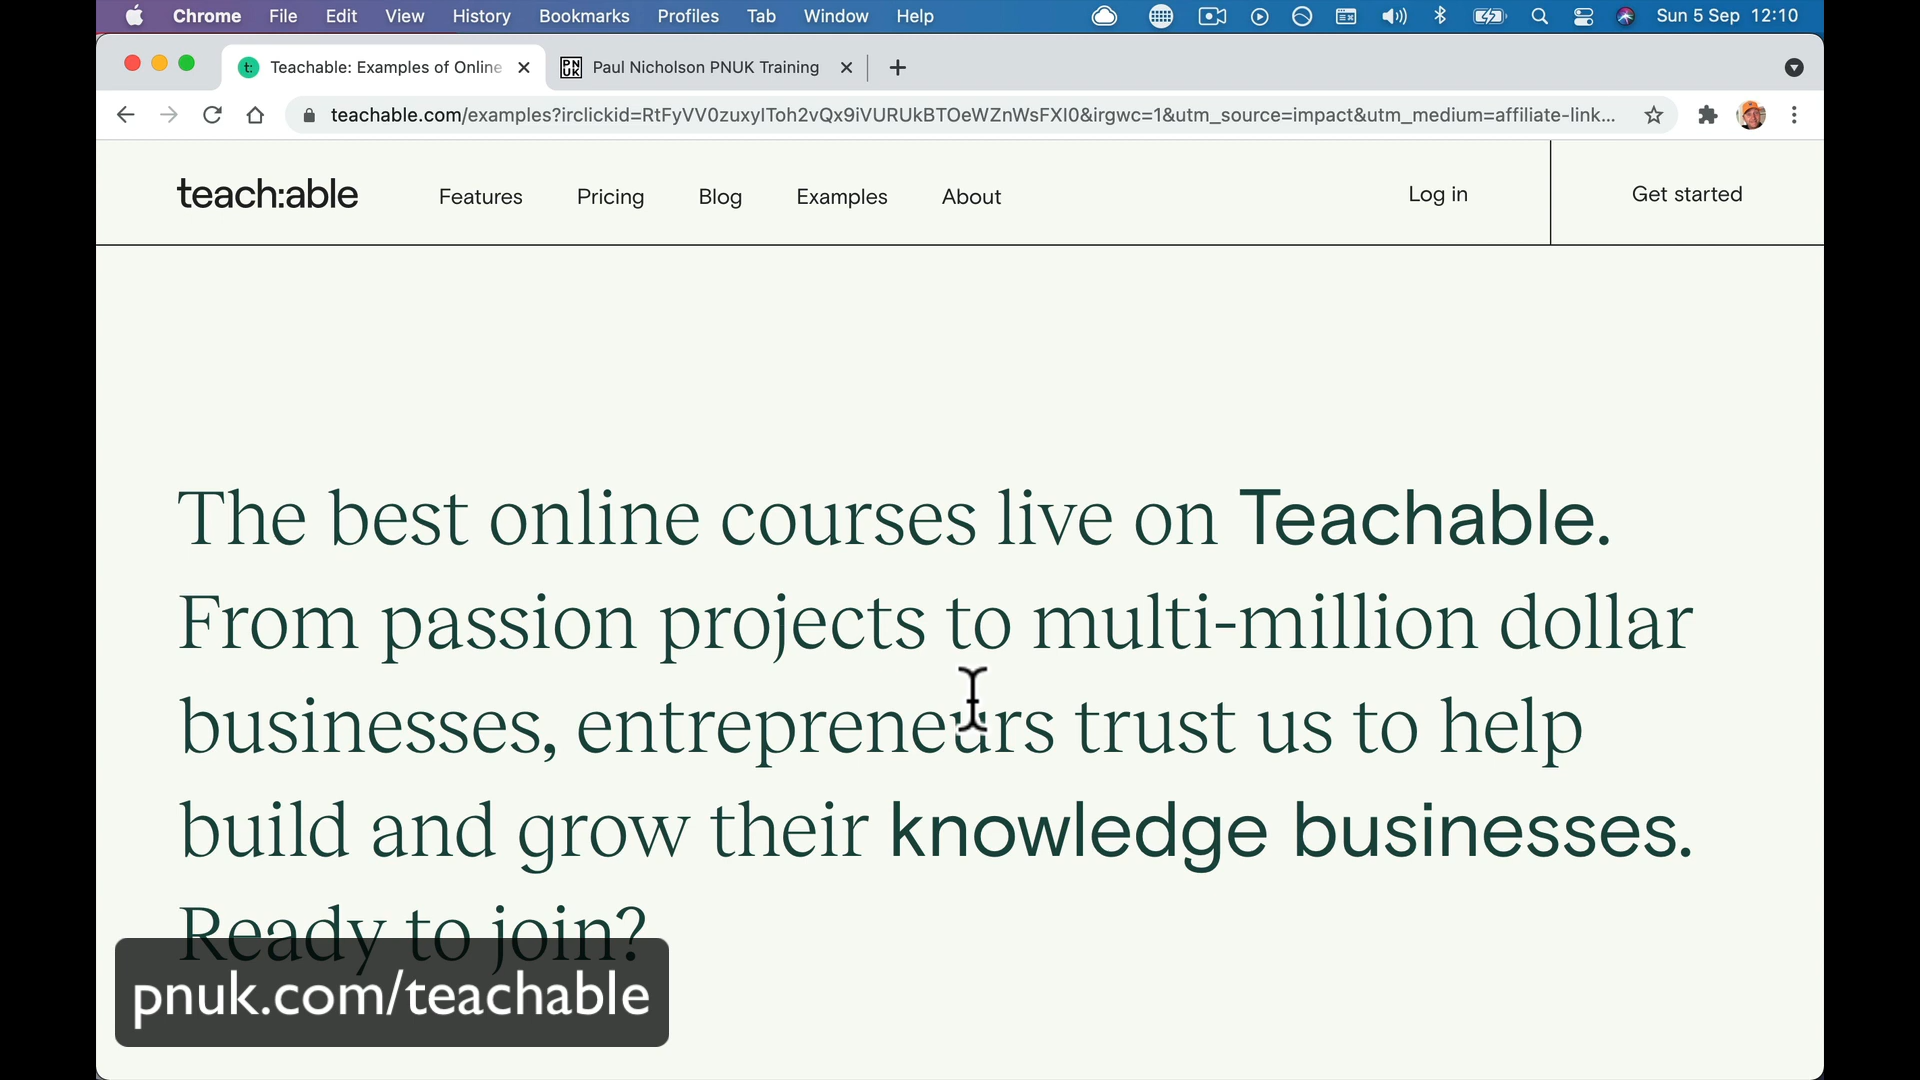 Chrome File Edit View History Bookmarks Profiles Tab Window Help Sun 5 Sep 12:10
Teachable: Examples of Online
PN UK Paul Nicholson PNUK Training
teachable.com/examples?irclickid=RtFyVV0zuxyIToh2vQx9iVURUkBTOeWZnWsFXI0&irgwc=1&utm_source=impact&utm_medium=affiliate-link...
teach:able Features Pricing Blog Examples About Log in Get started
The best online courses live on Teachable.
From passion projects to multi-million dollar
businesses, entrepreneurs trust us to help
build and grow their knowledge businesses.
Ready to join?
pnuk.com/teachable